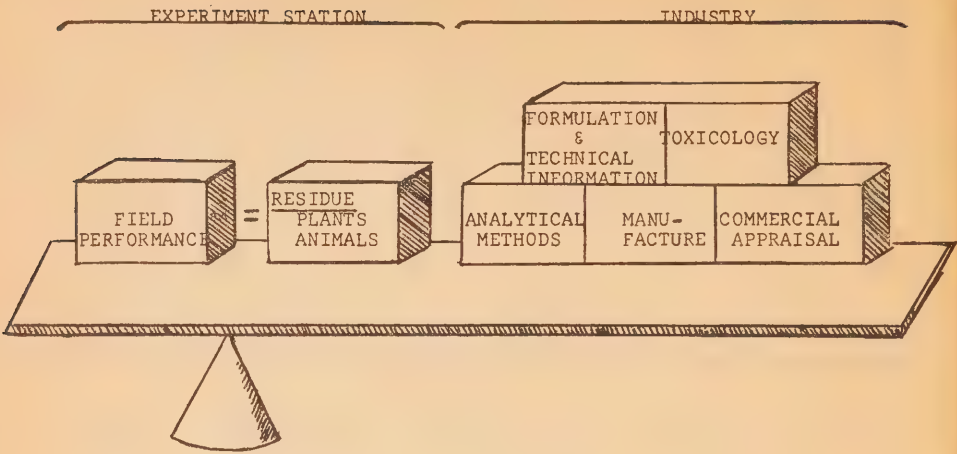 EXPERIMENT STATION
INDUSTRY
FIELD
PERFORMANCE
=
RESIDUE
PLANTS
ANIMALS
FORMULATION
&
TECHNICAL
INFORMATION
TOXICOLOGY
ANALYTICAL
METHODS
MANU-
FACTURE
COMMERCIAL
APPRAISAL